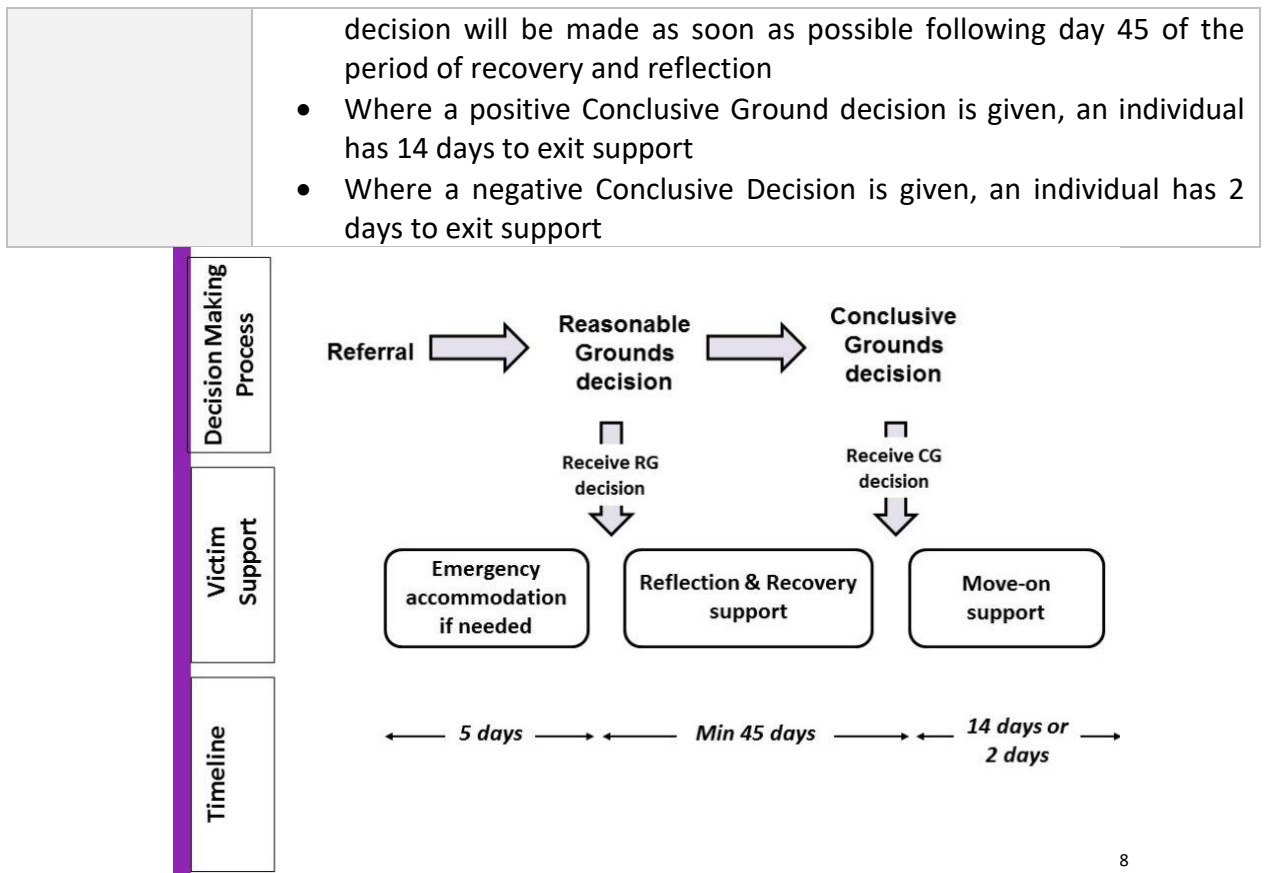 decision will be made as soon as possible following day 45 of the
period of recovery and reflection
• Where a positive Conclusive Ground decision is given, an individual
has 14 days to exit support
• Where a negative Conclusive Decision is given, an individual has 2
days to exit support
Decision Making
Process
Referral
Reasonable
Grounds
decision
Conclusive
Grounds
decision
Receive RG
decision
Receive CG
decision
Victim
Support
Emergency
accommodation
if needed
Reflection & Recovery
support
Move-on
support
Timeline
5 days
Min 45 days
14 days or
2 days
8